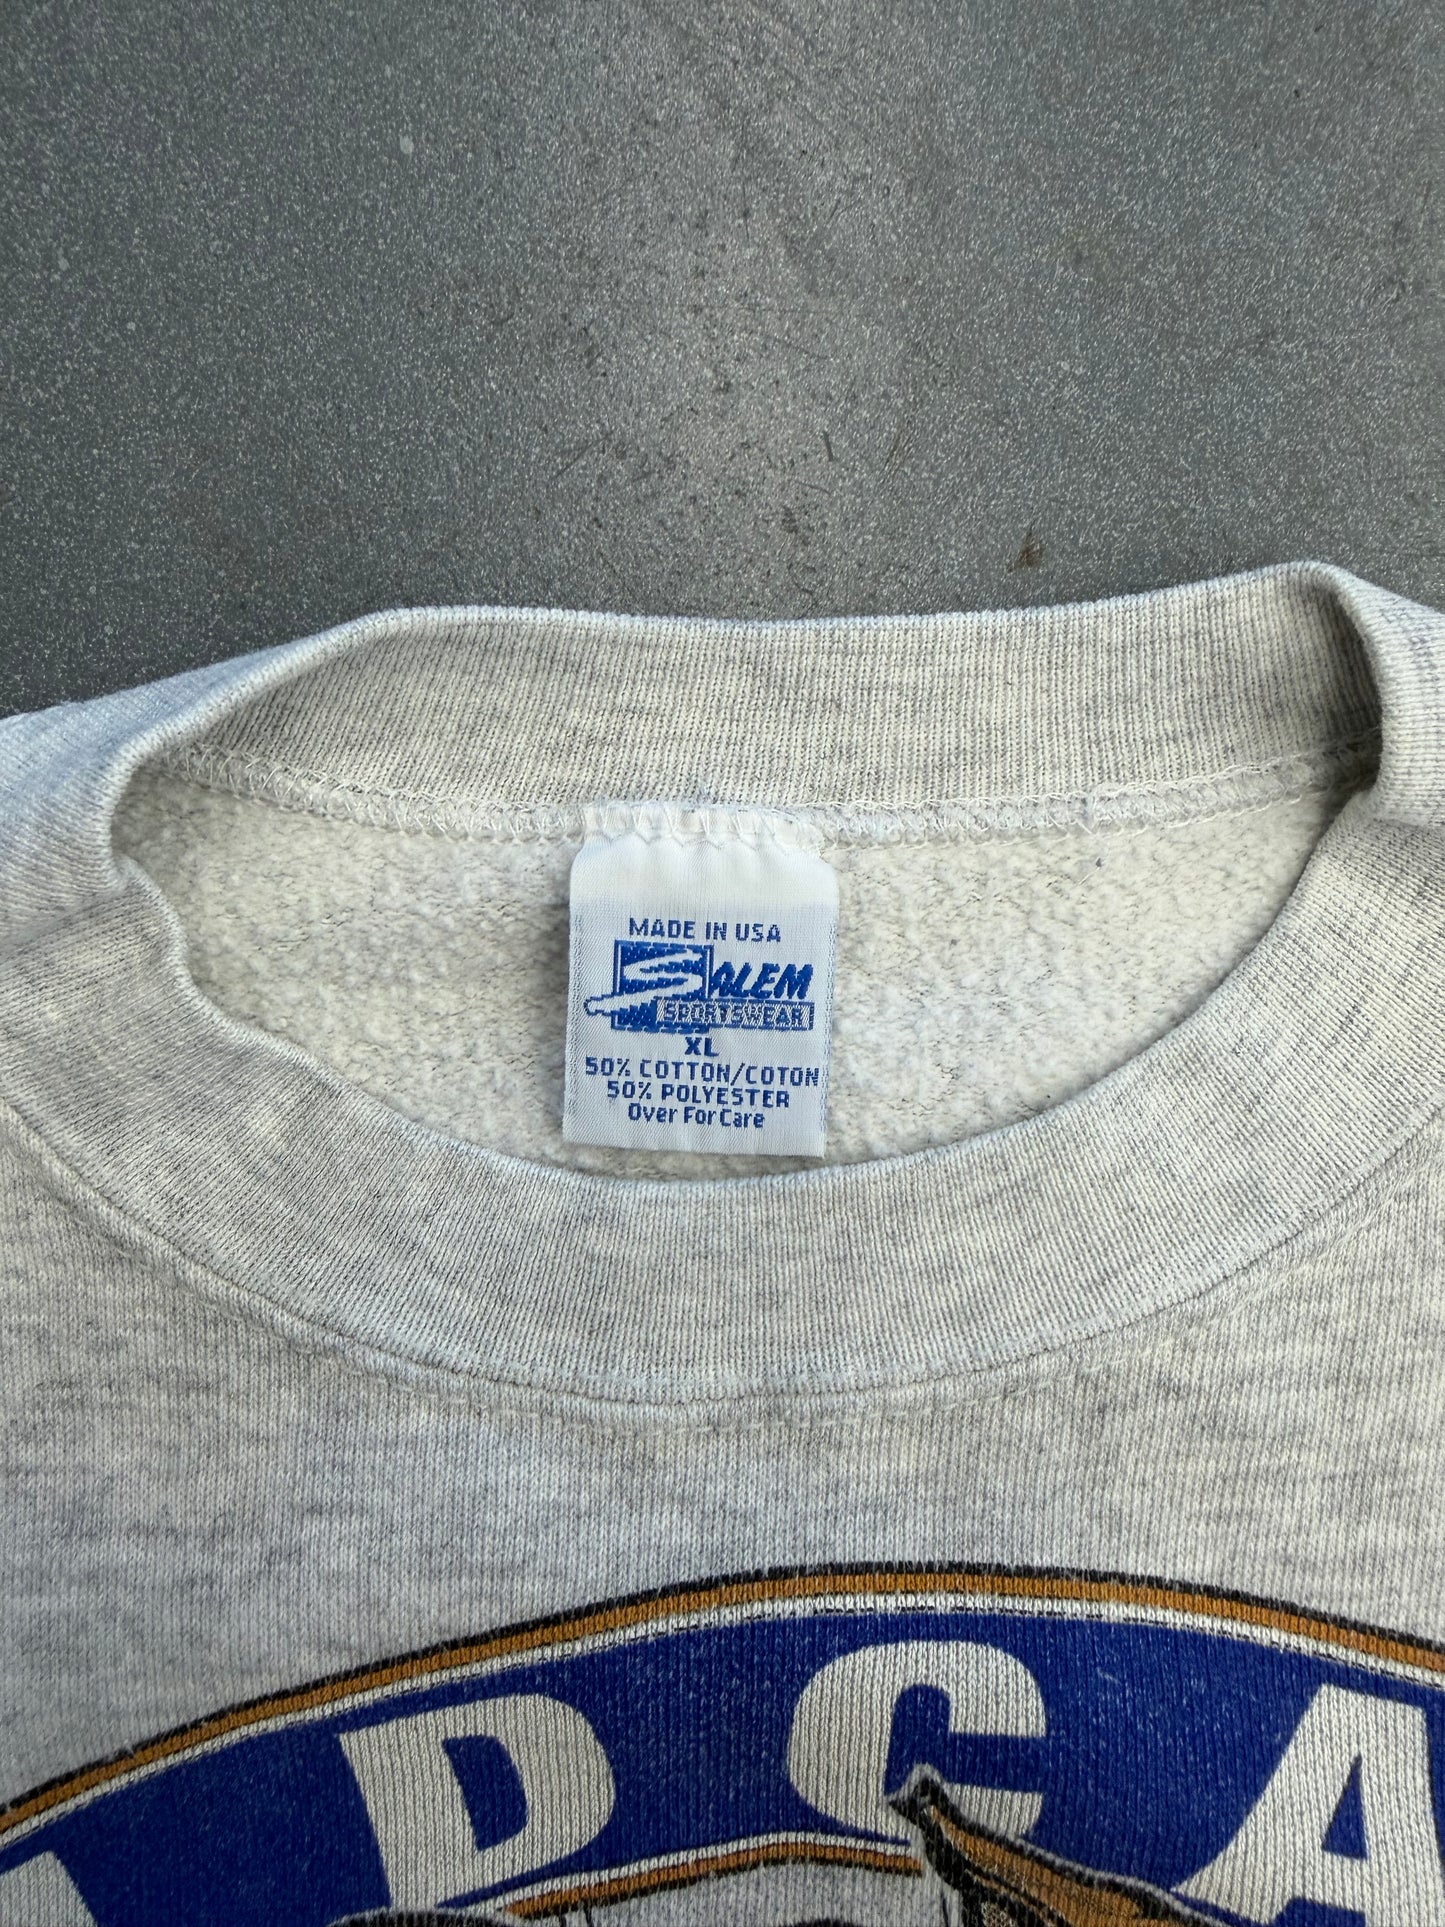 MADE IN USA
SALEM
SPORTSWEAR
XL
50% COTTON/COTON
50% POLYESTER
Over For Care
DCA